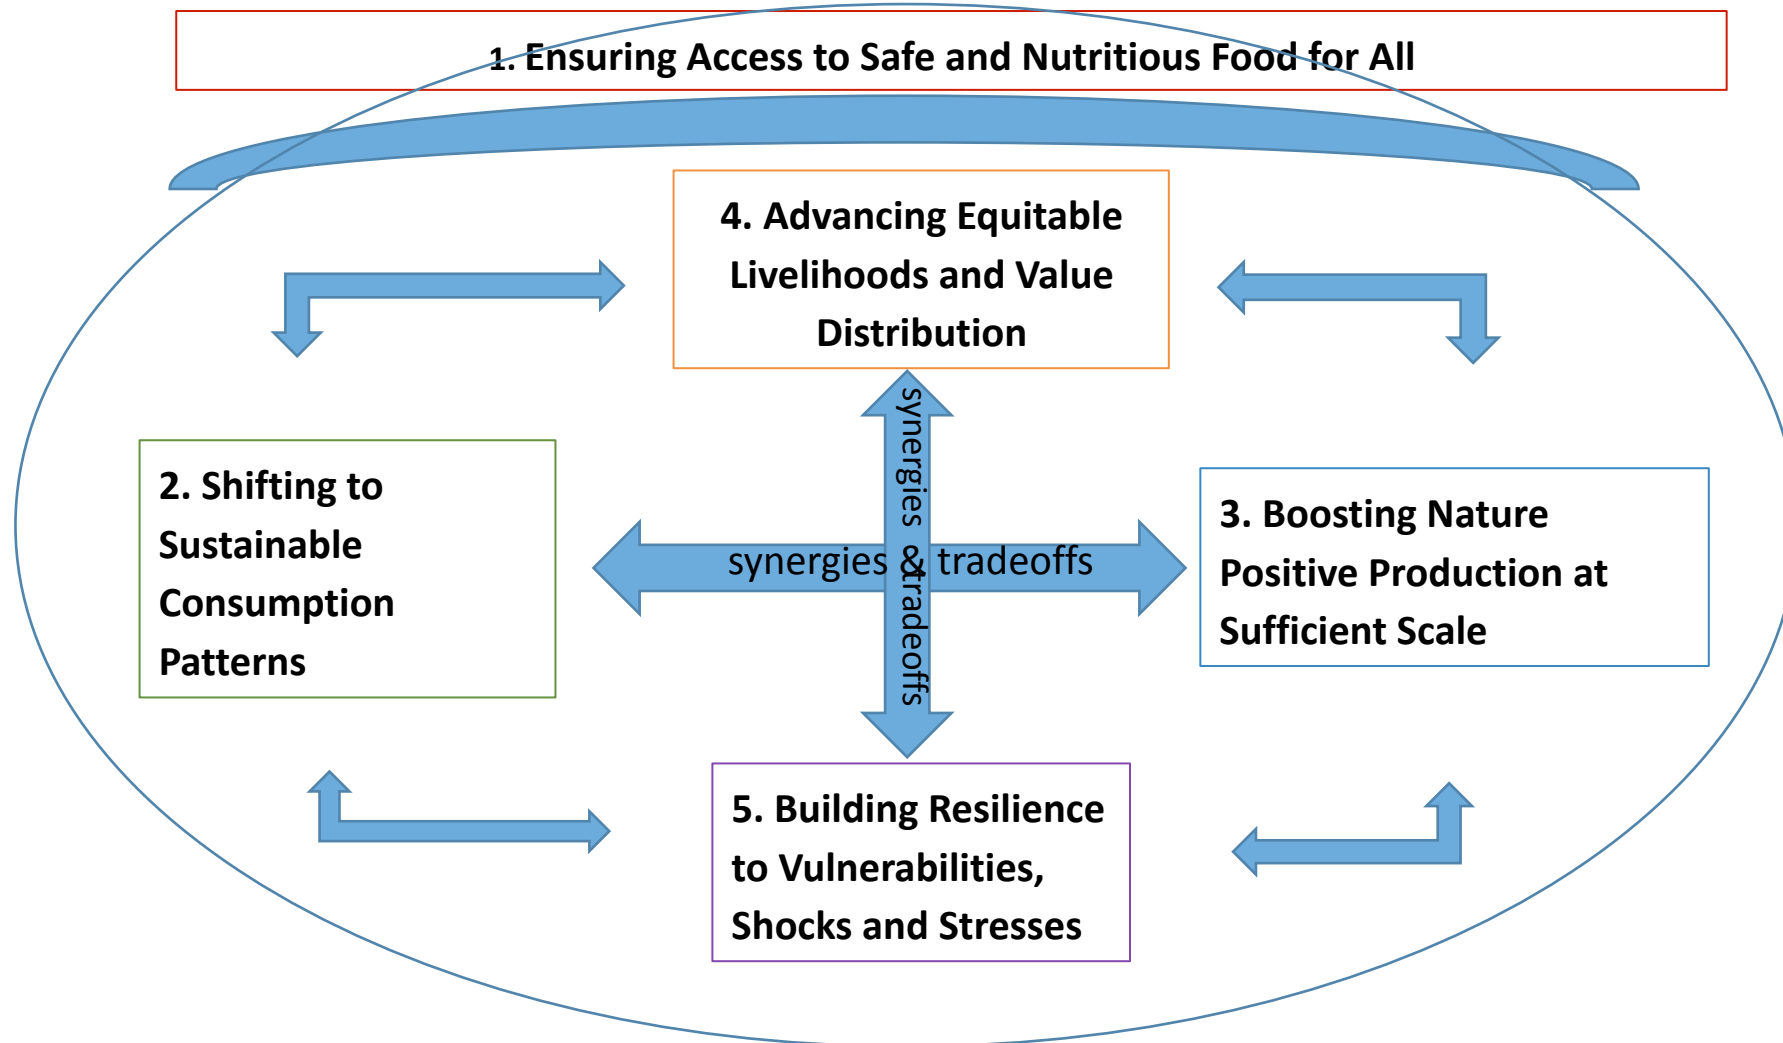 1. Ensuring Access to Safe and Nutritious Food for All
4. Advancing Equitable
Livelihoods and Value
Distribution
synergies & tradeoffs
2. Shifting to
Sustainable
Consumption
Patterns
synergies & tradeoffs
3. Boosting Nature
Positive Production at
Sufficient Scale
5. Building Resilience
to Vulnerabilities,
Shocks and Stresses